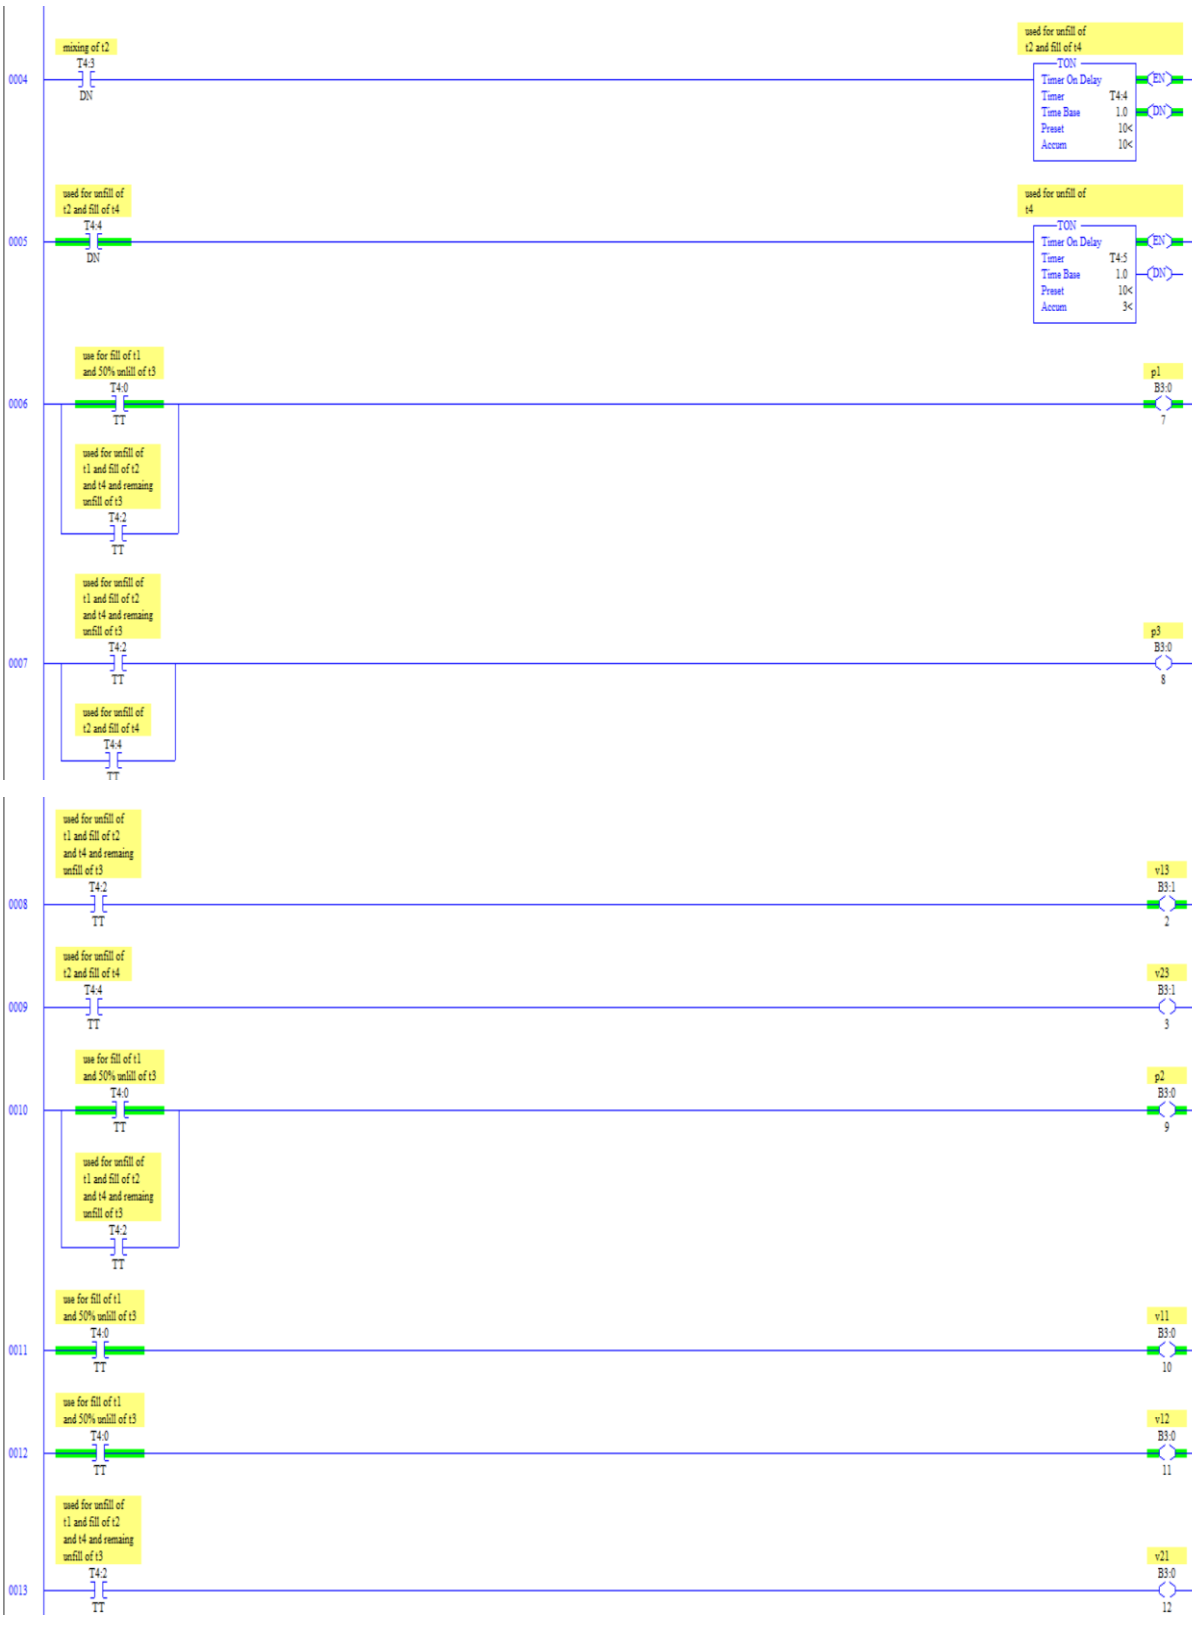 mixing of t2
T4:3
0004
DN
used for unfill of
t2 and fill of t4
TON
Timer On Delay
Timer T4:4
Time Base 1.0
Preset 10<
Accum 10<
EN
DN
used for unfill of
t2 and fill of t4
T4:4
0005
DN
used for unfill of
t4
TON
Timer On Delay
Timer T4:5
Time Base 1.0
Preset 10<
Accum 3<
EN
DN
use for fill of t1
and 50% unlill of t3
T4:0
0006
TT
p1
B3:0
7
used for unfill of
t1 and fill of t2
and t4 and remaing
unfill of t3
T4:2
TT
used for unfill of
t1 and fill of t2
and t4 and remaing
unfill of t3
T4:2
0007
TT
p3
B3:0
8
used for unfill of
t2 and fill of t4
T4:4
TT
used for unfill of
t1 and fill of t2
and t4 and remaing
unfill of t3
T4:2
0008
TT
v13
B3:1
2
used for unfill of
t2 and fill of t4
T4:4
0009
TT
v23
B3:1
3
use for fill of t1
and 50% unlill of t3
T4:0
0010
TT
p2
B3:0
9
used for unfill of
t1 and fill of t2
and t4 and remaing
unfill of t3
T4:2
TT
use for fill of t1
and 50% unlill of t3
T4:0
0011
TT
v11
B3:0
10
use for fill of t1
and 50% unlill of t3
T4:0
0012
TT
v12
B3:0
11
used for unfill of
t1 and fill of t2
and t4 and remaing
unfill of t3
T4:2
0013
TT
v21
B3:0
12